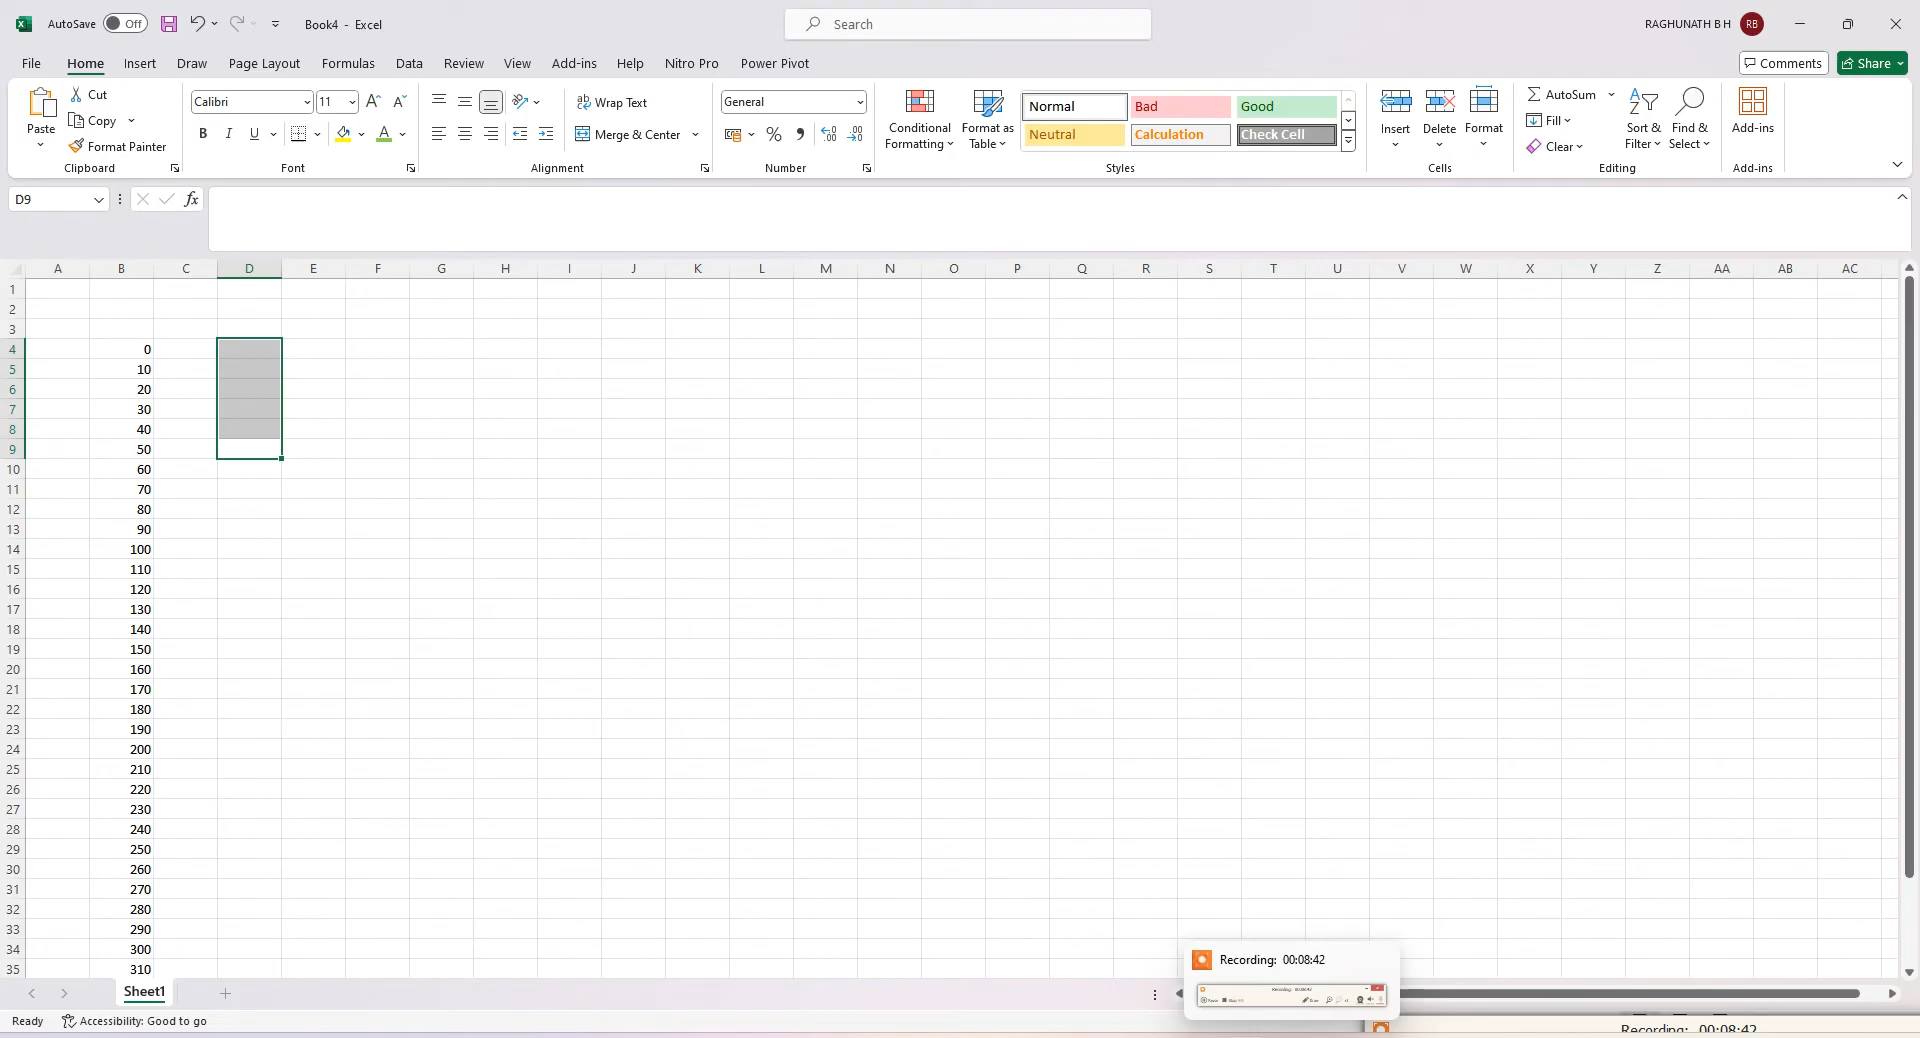 AutoSave Off Book4 - Excel Search RAGHUNATH B H RB
File Home Insert Draw Page Layout Formulas Data Review View Add-ins Help Nitro Pro Power Pivot Comments Share
Paste Cut Copy Format Painter Clipboard
Calibri 11 B I U A Font
ab Wrap Text Merge & Center Alignment
General % Number
Conditional Formatting Format as Table
Normal Bad Good
Neutral Calculation Check Cell
Styles
Insert Delete Format Cells
AutoSum Fill Clear Sort & Filter Find & Select Editing
Add-ins Add-ins
D9 fx
A B C D E F G H I J K L M N O P Q R S T U V W X Y Z AA AB AC
1
2
3
4 0
5 10
6 20
7 30
8 40
9 50
10 60
11 70
12 80
13 90
14 100
15 110
16 120
17 130
18 140
19 150
20 160
21 170
22 180
23 190
24 200
25 210
26 220
27 230
28 240
29 250
30 260
31 270
32 280
33 290
34 300
35 310
Recording: 00:08:42
Sheet1
Ready Accessibility: Good to go
Recording: 00:08:42